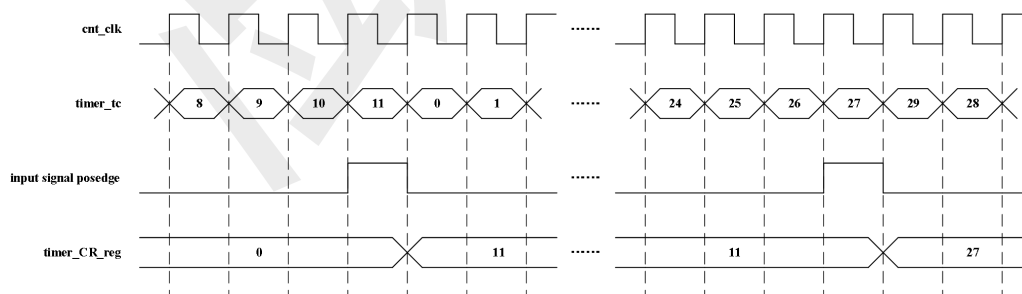 cnt_clk ......
timer_tc 8 9 10 11 0 1 ...... 24 25 26 27 29 28
input signal posedge ......
timer_CR_reg 0 11 ...... 11 27